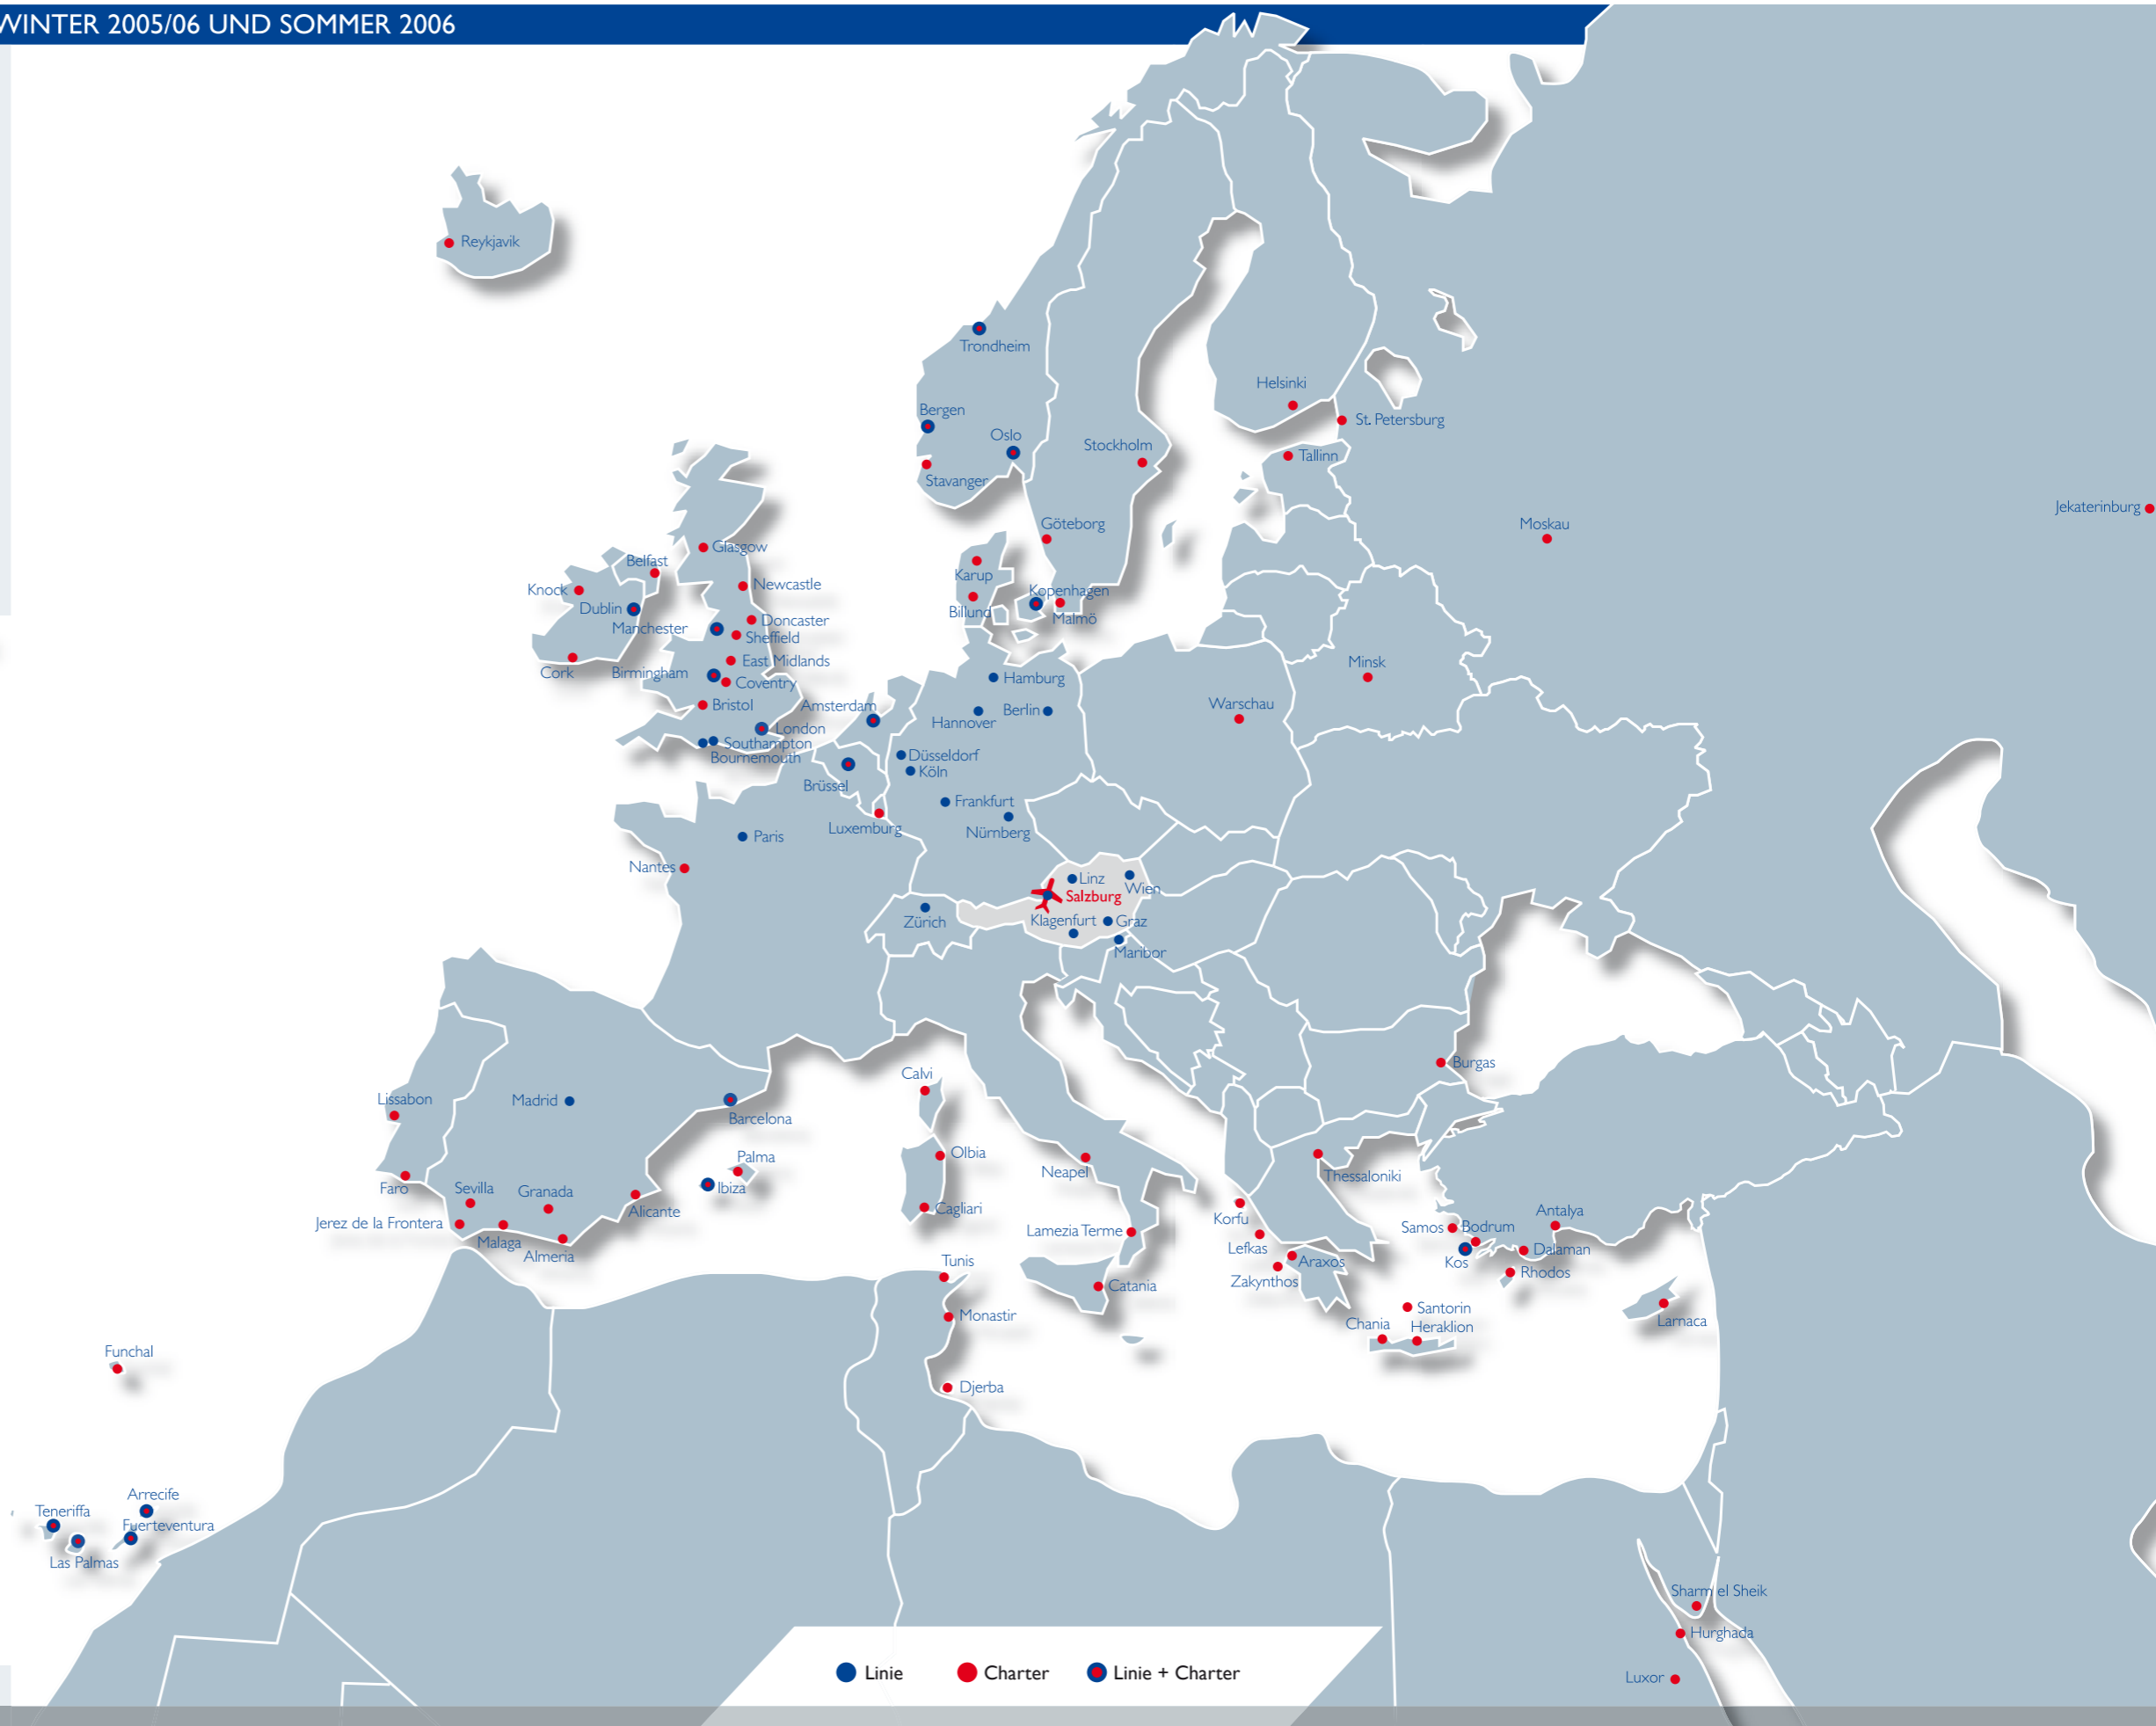 WINTER 2005/06 UND SOMMER 2006
Reykjavik
Trondheim
Helsinki
Bergen
St. Petersburg
Oslo
Stockholm
Tallinn
Stavanger
Jekaterinburg
Göteborg
Moskau
Glasgow
Belfast
Karup
Newcastle
Knock
Kopenhagen
Dublin
Billund
Malmö
Doncaster
Manchester
Sheffield
East Midlands
Minsk
Cork
Birmingham
Hamburg
Coventry
Bristol
Amsterdam
Warschau
Berlin
Hannover
London
Southampton
Bournemouth
Düsseldorf
Köln
Brüssel
Frankfurt
Luxemburg
Nürnberg
Paris
Nantes
Linz
Wien
Salzburg
Zürich
Klagenfurt
Graz
Maribor
Burgas
Calvi
Lissabon
Madrid
Barcelona
Olbia
Palma
Neapel
Thessaloniki
Faro
Sevilla
Granada
Ibiza
Alicante
Cagliari
Jerez de la Frontera
Korfu
Antalya
Samos
Bodrum
Malaga
Lamezia Terme
Almeria
Lefkas
Dalaman
Araxos
Kos
Tunis
Rhodos
Zakynthos
Catania
Monastir
Santorin
Chania
Heraklion
Larnaca
Funchal
Djerba
Arrecife
Teneriffa
Fuerteventura
Las Palmas
Sharm el Sheik
Hurghada
Luxor
Linie
Charter
Linie + Charter